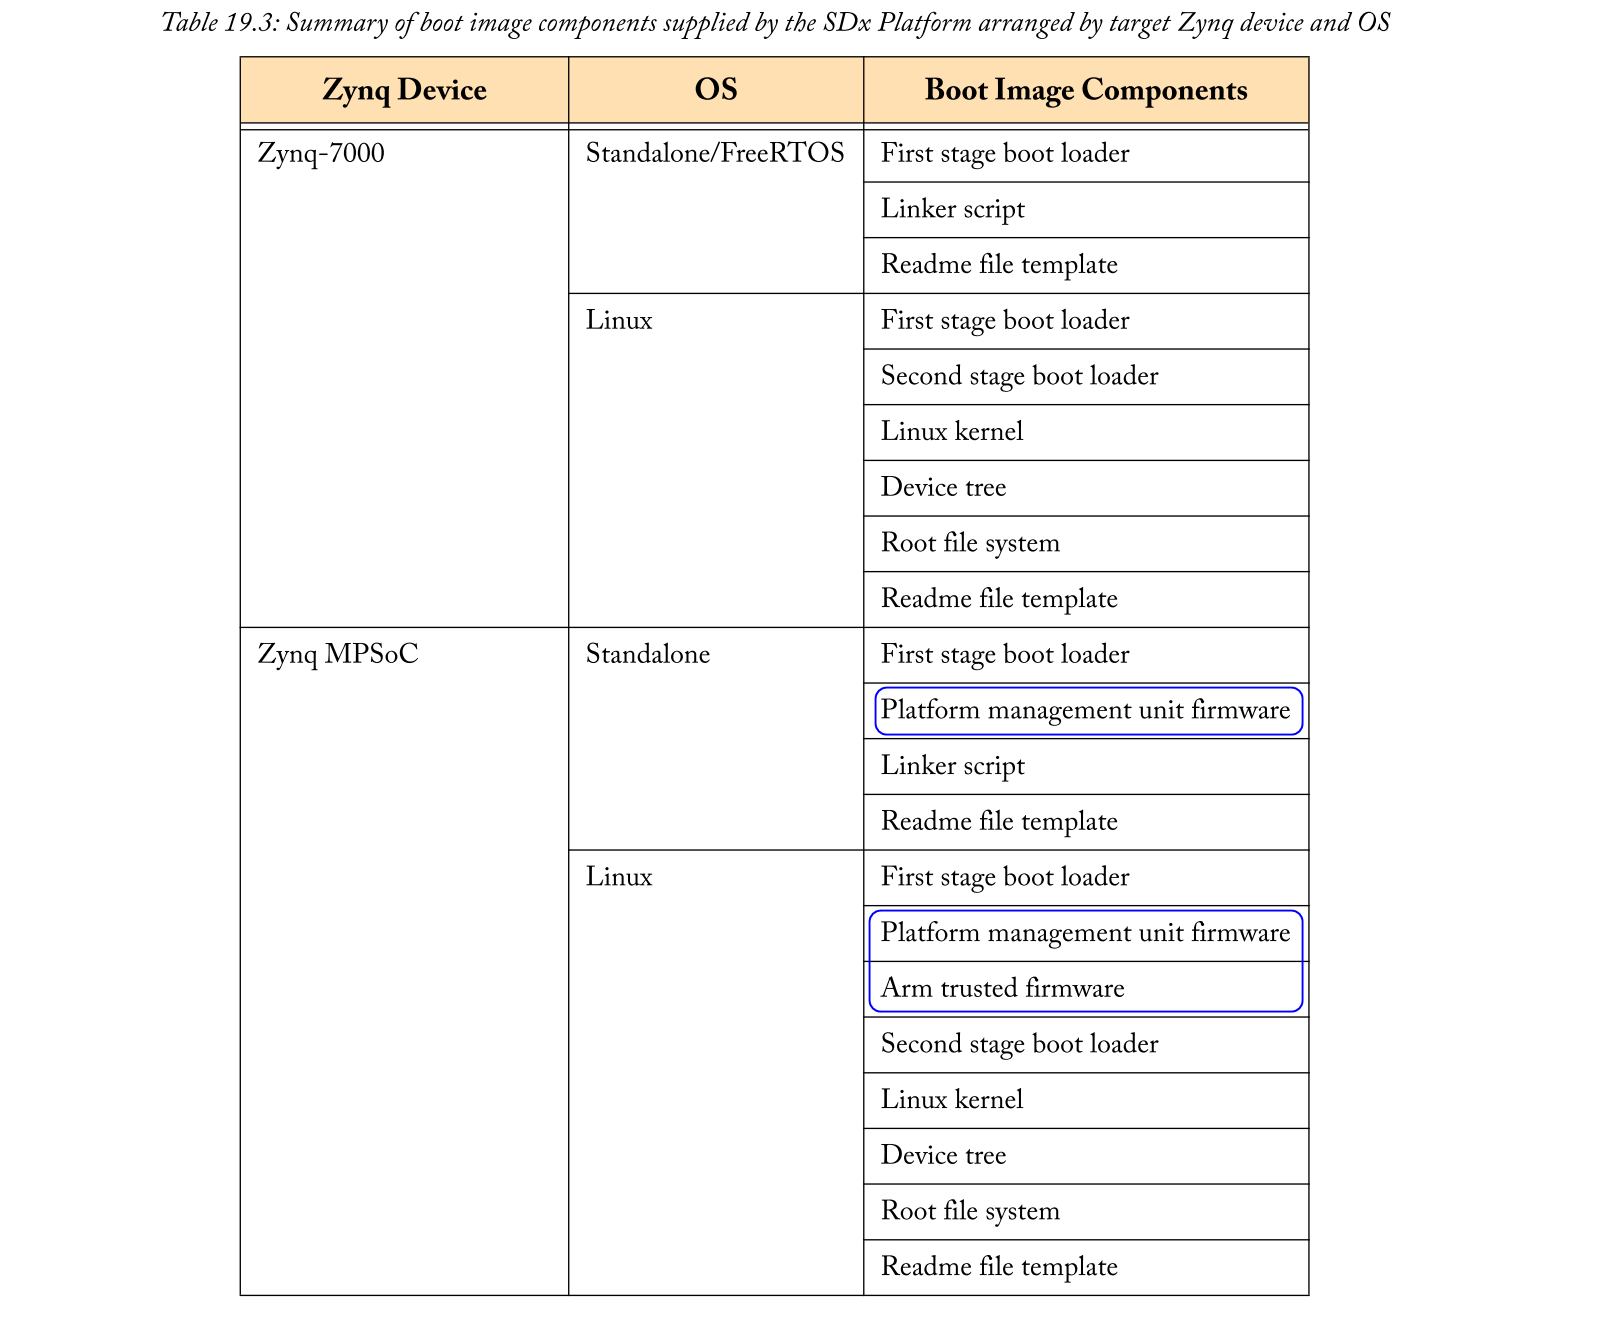 Table 19.3: Summary of boot image components supplied by the SDx Platform arranged by target Zynq device and OS
Zynq Device OS Boot Image Components
Zynq-7000 Standalone/FreeRTOS First stage boot loader
Linker script
Readme file template
Linux First stage boot loader
Second stage boot loader
Linux kernel
Device tree
Root file system
Readme file template
Zynq MPSoC Standalone First stage boot loader
Platform management unit firmware
Linker script
Readme file template
Linux First stage boot loader
Platform management unit firmware
Arm trusted firmware
Second stage boot loader
Linux kernel
Device tree
Root file system
Readme file template